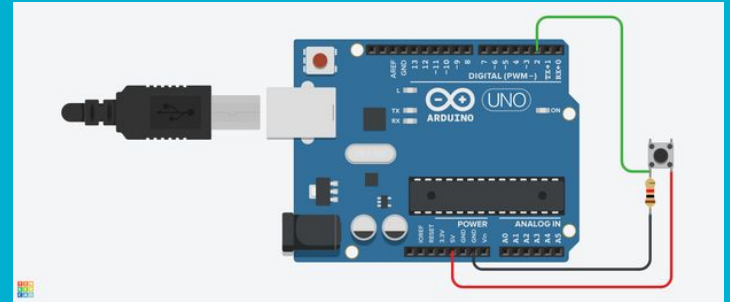 AREF
GND
13
12
~11
~10
~9
8
7
~6
~5
4
~3
2
TX→1
RX←0
DIGITAL (PWM~)
L
TX
RX
ARDUINO
UNO
ON
POWER
ANALOG IN
IOREF
RESET
3.3V
5V
GND
GND
Vin
A0
A1
A2
A3
A4
A5